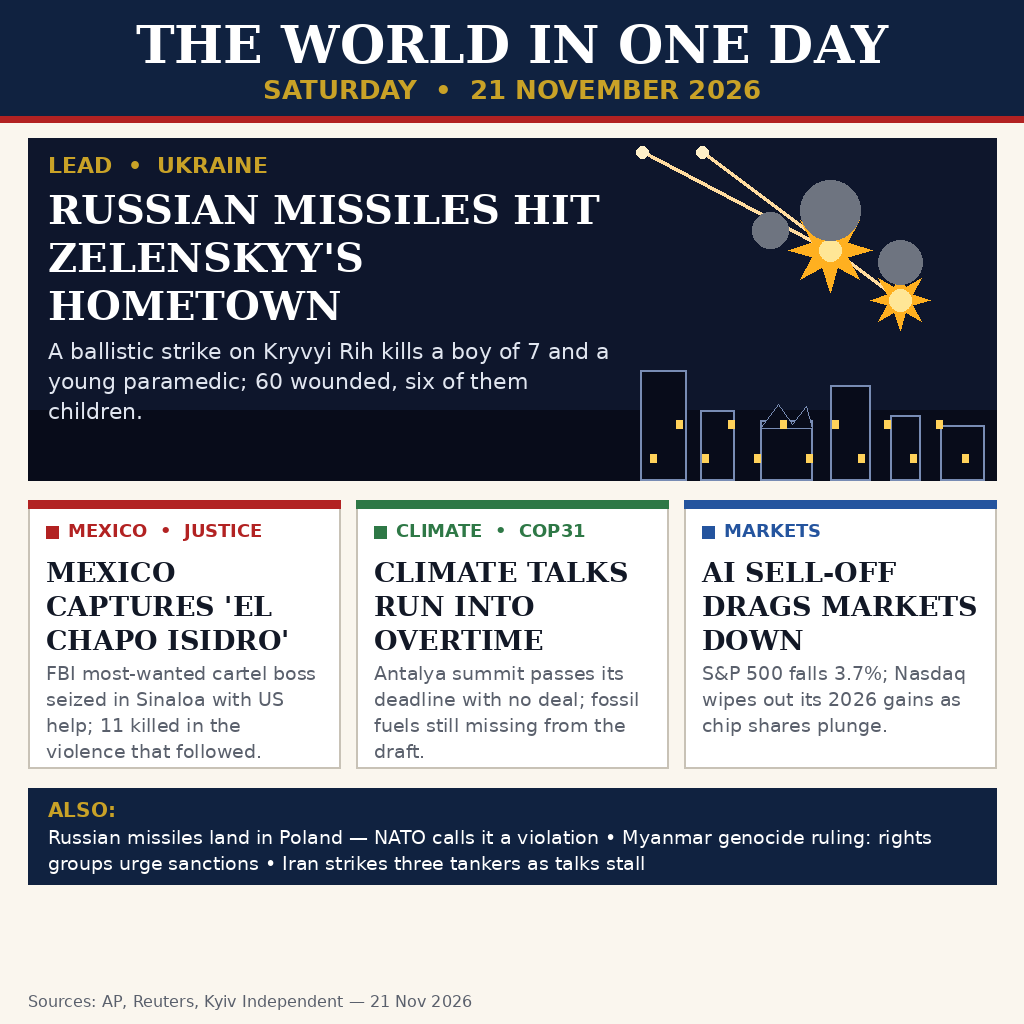 THE WORLD IN ONE DAY
SATURDAY • 21 NOVEMBER 2026
LEAD • UKRAINE
RUSSIAN MISSILES HIT
ZELENSKYY'S
HOMETOWN
A ballistic strike on Kryvyi Rih kills a boy of 7 and a
young paramedic; 60 wounded, six of them
children.
MEXICO • JUSTICE
MEXICO
CAPTURES 'EL
CHAPO ISIDRO'
FBI most-wanted cartel boss
seized in Sinaloa with US
help; 11 killed in the
violence that followed.
CLIMATE • COP31
CLIMATE TALKS
RUN INTO
OVERTIME
Antalya summit passes its
deadline with no deal; fossil
fuels still missing from the
draft.
MARKETS
AI SELL-OFF
DRAGS MARKETS
DOWN
S&P 500 falls 3.7%; Nasdaq
wipes out its 2026 gains as
chip shares plunge.
ALSO:
Russian missiles land in Poland — NATO calls it a violation • Myanmar genocide ruling: rights
groups urge sanctions • Iran strikes three tankers as talks stall
Sources: AP, Reuters, Kyiv Independent — 21 Nov 2026